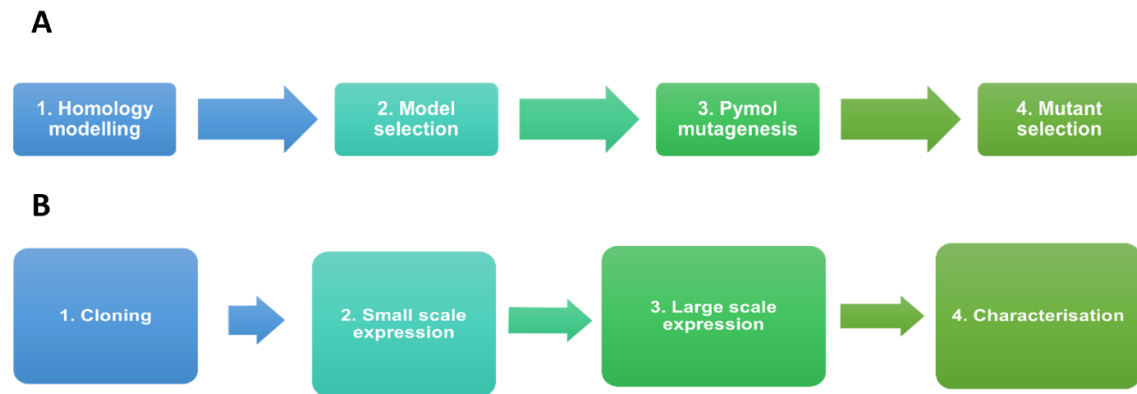 A
1. Homology
modelling
2. Model
selection
3. Pymol
mutagenesis
4. Mutant
selection
B
1. Cloning
2. Small scale
expression
3. Large scale
expression
4. Characterisation